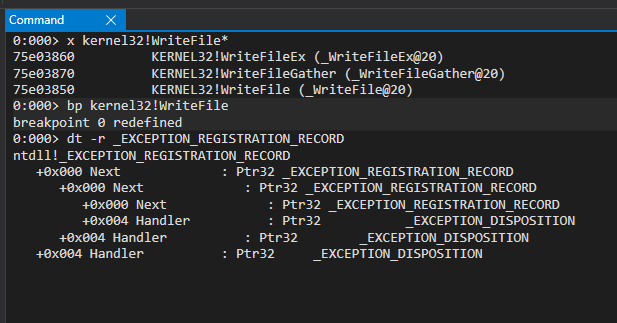 Command
0:000> x kernel32!WriteFile*
75e03860          KERNEL32!WriteFileEx (_WriteFileEx@20)
75e03870          KERNEL32!WriteFileGather (_WriteFileGather@20)
75e03850          KERNEL32!WriteFile (_WriteFile@20)
0:000> bp kernel32!WriteFile
breakpoint 0 redefined
0:000> dt -r _EXCEPTION_REGISTRATION_RECORD
ntdll!_EXCEPTION_REGISTRATION_RECORD
   +0x000 Next             : Ptr32 _EXCEPTION_REGISTRATION_RECORD
      +0x000 Next             : Ptr32 _EXCEPTION_REGISTRATION_RECORD
         +0x000 Next             : Ptr32 _EXCEPTION_REGISTRATION_RECORD
         +0x004 Handler          : Ptr32           _EXCEPTION_DISPOSITION
      +0x004 Handler          : Ptr32        _EXCEPTION_DISPOSITION
   +0x004 Handler          : Ptr32     _EXCEPTION_DISPOSITION